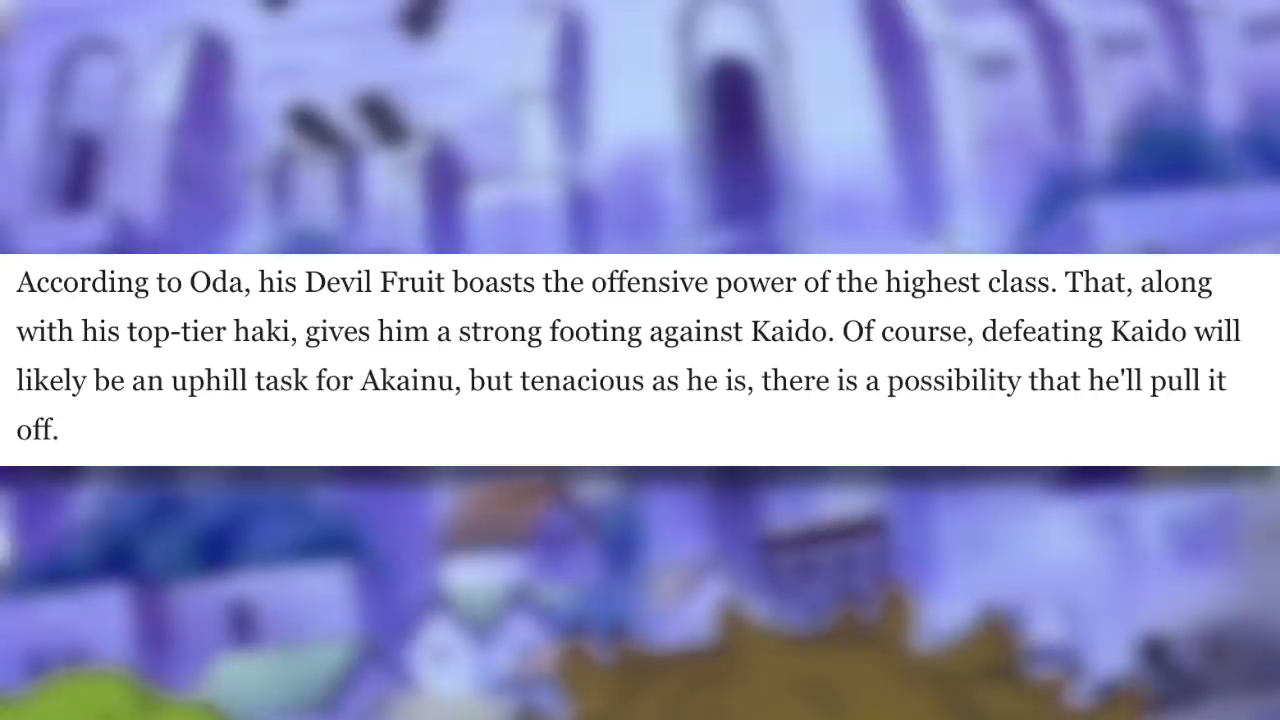 According to Oda, his Devil Fruit boasts the offensive power of the highest class. That, along
with his top-tier haki, gives him a strong footing against Kaido. Of course, defeating Kaido will
likely be an uphill task for Akainu, but tenacious as he is, there is a possibility that he'll pull it
off.